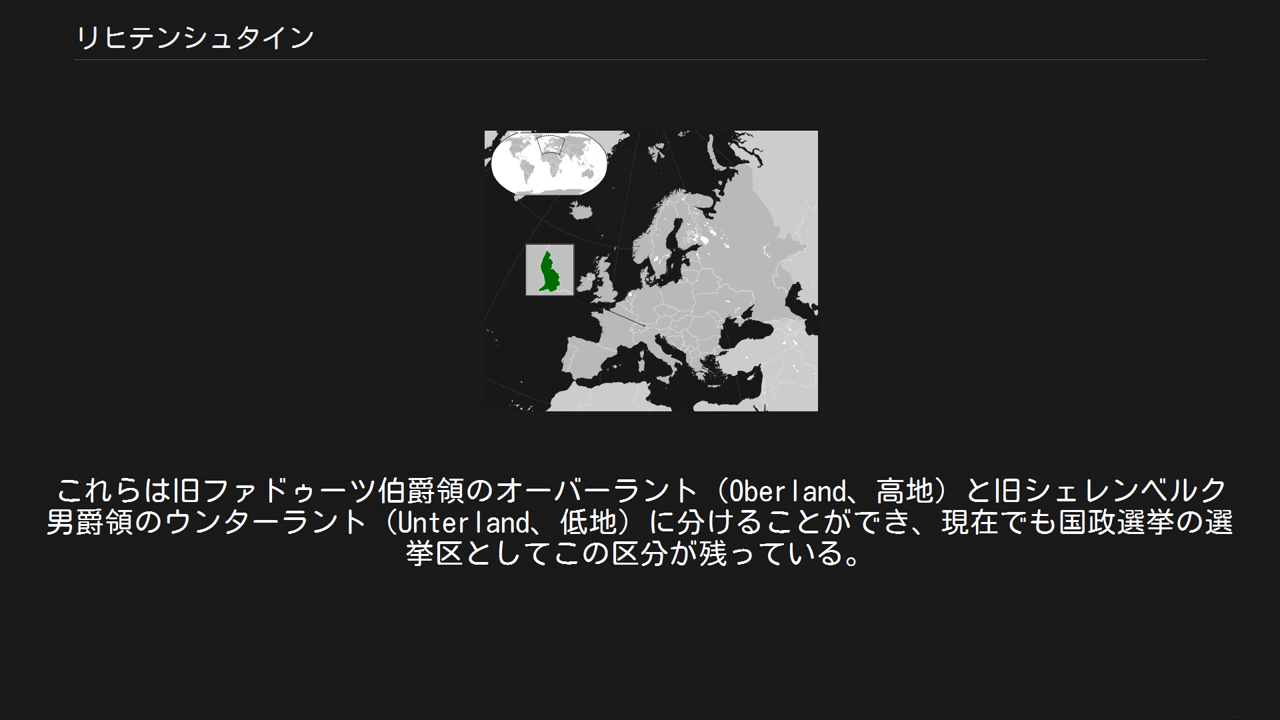 リヒテンシュタイン
これらは旧ファドゥーツ伯爵領のオーバーラント（Oberland、高地）と旧シェレンベルク
男爵領のウンターラント（Unterland、低地）に分けることができ、現在でも国政選挙の選
挙区としてこの区分が残っている。